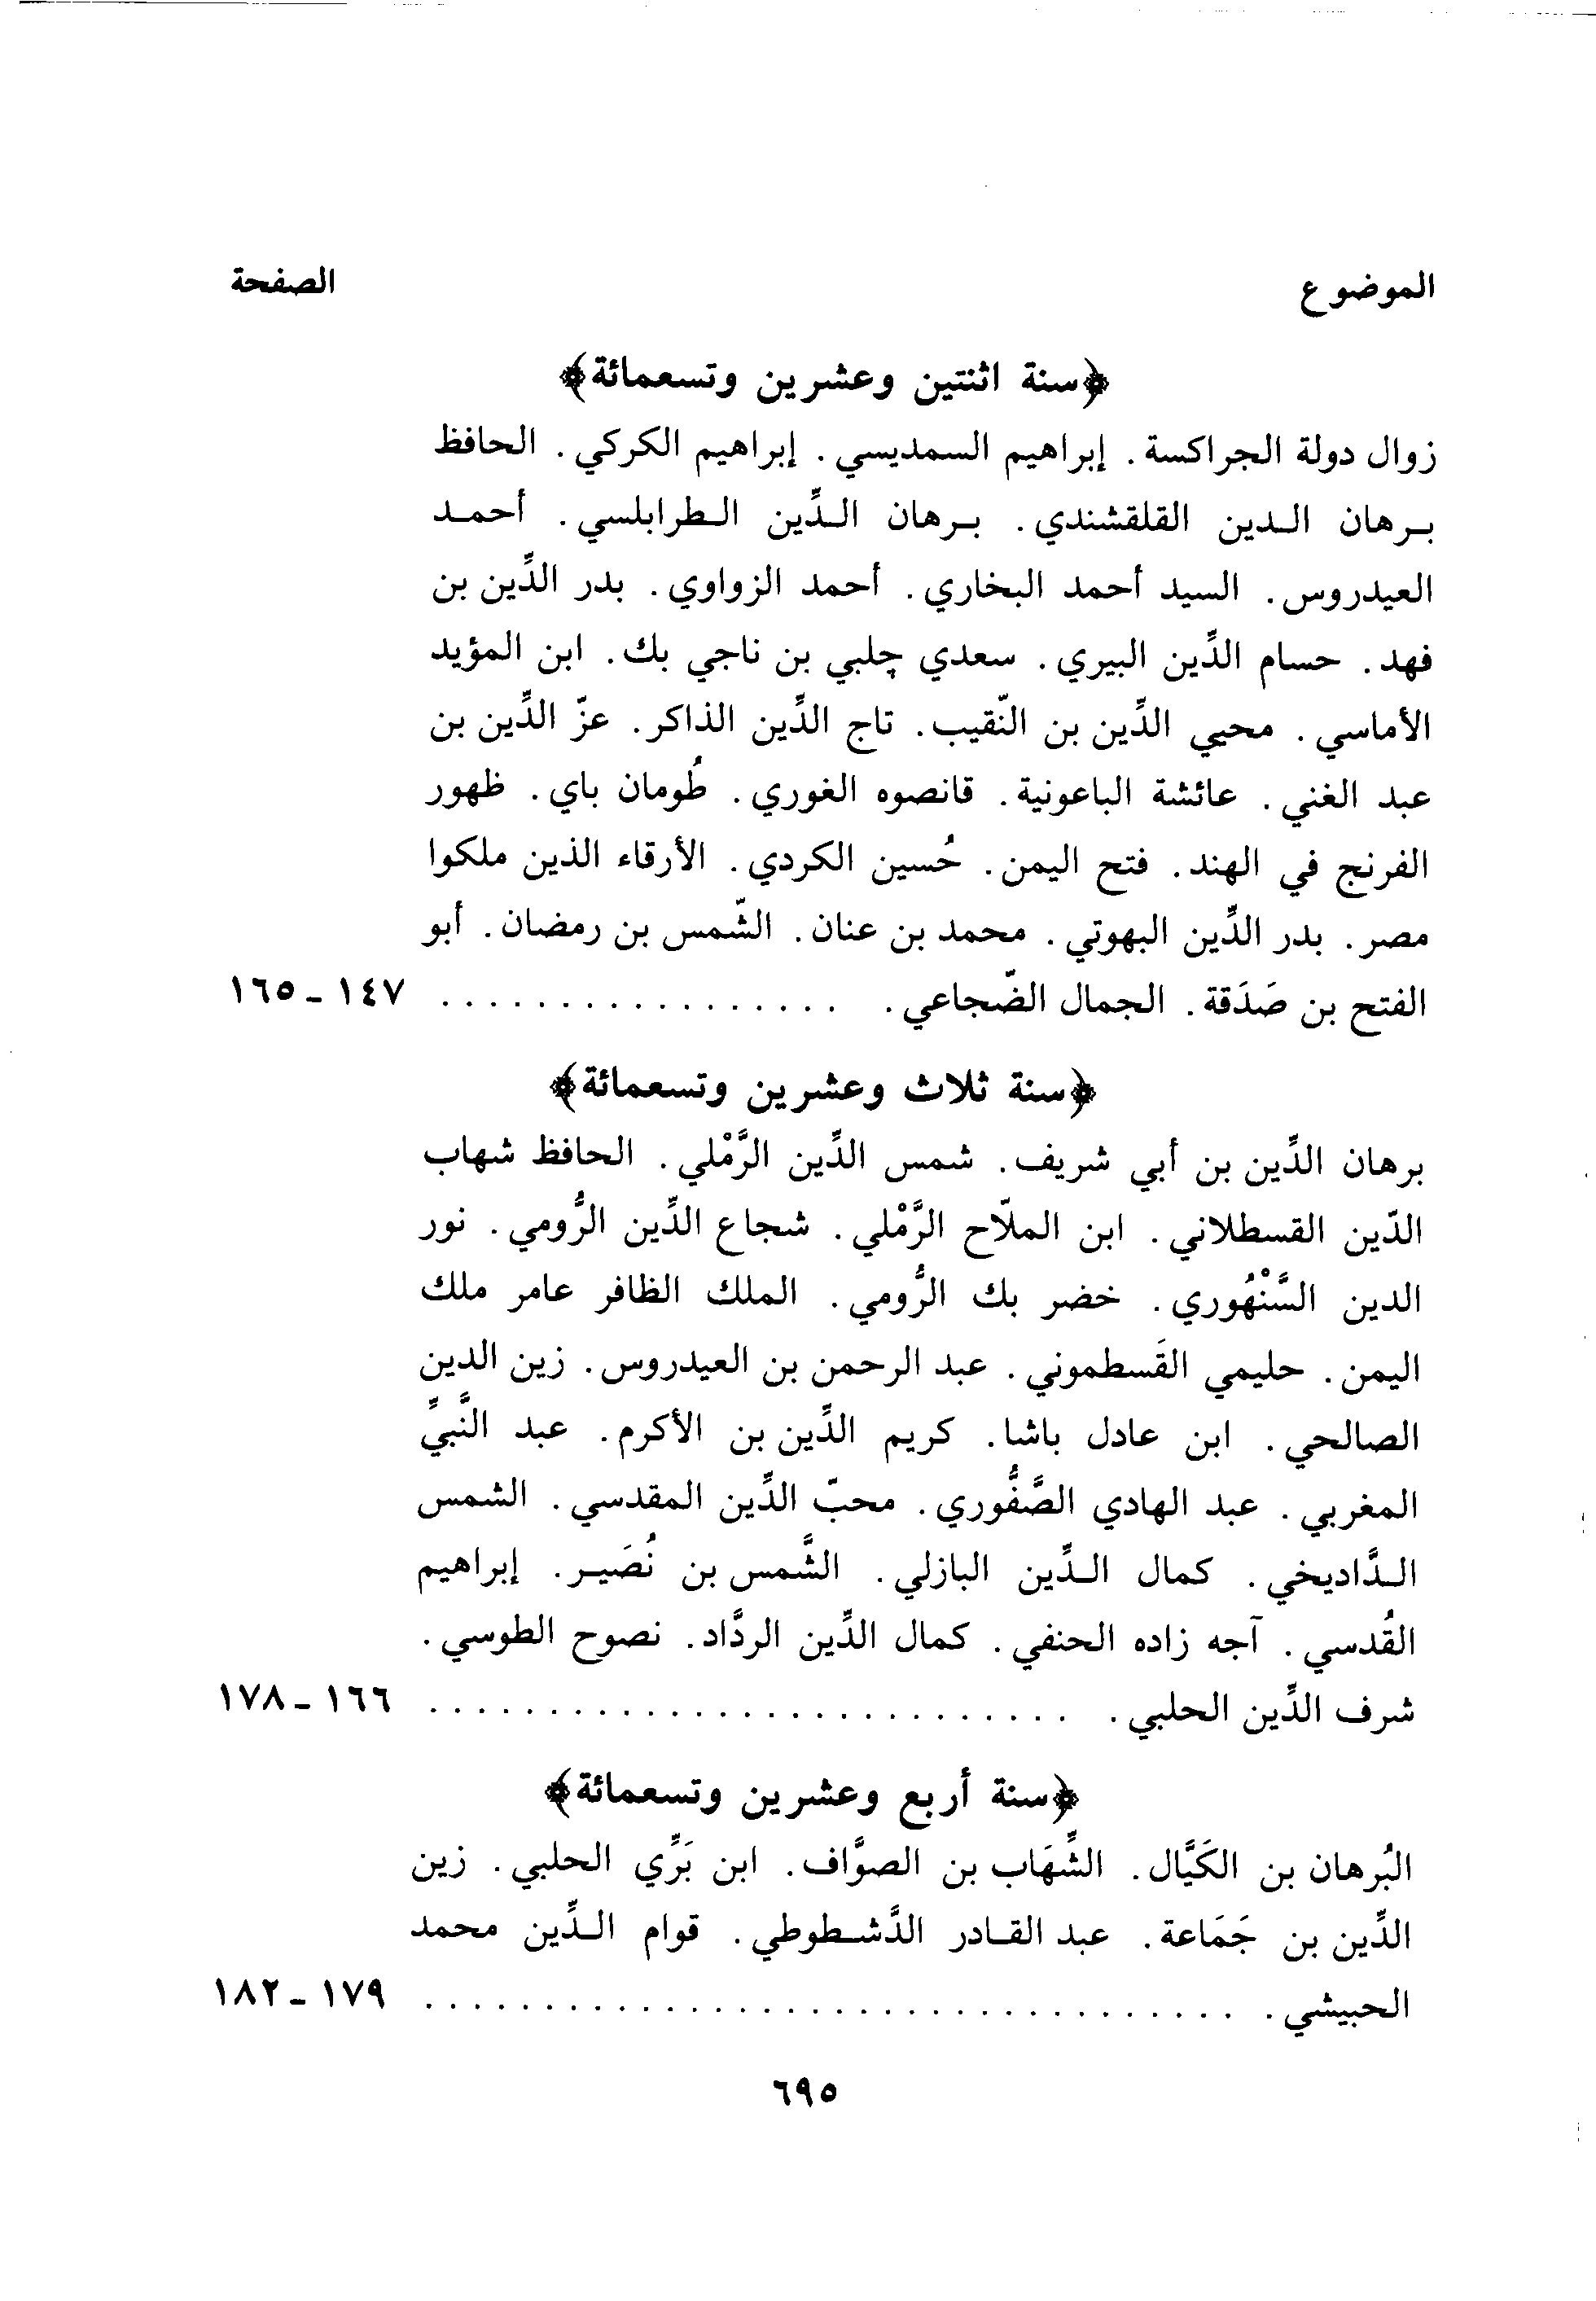 الموضوع الصفحة
﴿سنة اثنتين وعشرين وتسعمائة﴾
زوال دولة الجراكسة. إبراهيم السمديسي. إبراهيم الكركي. الحافظ
برهان الدين القلقشندي. برهان الدِّين الطرابلسي. أحمد
العيدروس. السيد أحمد البخاري. أحمد الزواوي. بدر الدِّين بن
فهد. حسام الدِّين البيري. سعدي چلبي بن ناجي بك. ابن المؤيد
الأماسي. محيي الدِّين بن النّقيب. تاج الدِّين الذاكر. عزّ الدِّين بن
عبد الغني. عائشة الباعونية. قانصوه الغوري. طُومان باي. ظهور
الفرنج في الهند. فتح اليمن. حُسين الكردي. الأرقاء الذين ملكوا
مصر. بدر الدِّين البهوتي. محمد بن عنان. الشّمس بن رمضان. أبو
الفتح بن صَدَقة. الجمال الضّجاعي. . . . . . . . . . . . . . . . . . ١٤٧ - ١٦٥
﴿سنة ثلاث وعشرين وتسعمائة﴾
برهان الدِّين بن أبي شريف. شمس الدِّين الرَّمْلي. الحافظ شهاب
الدّين القسطلاني. ابن الملّاح الرَّمْلي. شجاع الدِّين الرُّومي. نور
الدين السَّنْهُوري. خضر بك الرُّومي. الملك الظافر عامر ملك
اليمن. حليمي القَسطموني. عبد الرحمن بن العيدروس. زين الدين
الصالحي. ابن عادل باشا. كريم الدِّين بن الأكرم. عبد النَّبيِّ
المغربي. عبد الهادي الصَّفُّوري. محبّ الدِّين المقدسي. الشمس
الدَّاديخي. كمال الدِّين البازلي. الشَّمس بن نُصَير. إبراهيم
القُدسي. آجه زاده الحنفي. كمال الدِّين الردَّاد. نصوح الطوسي.
شرف الدِّين الحلبي. . . . . . . . . . . . . . . . . . . . . . . . . . . . ١٦٦ - ١٧٨
﴿سنة أربع وعشرين وتسعمائة﴾
البُرهان بن الكَيَّال. الشِّهَاب بن الصوَّاف. ابن بَرِّي الحلبي. زين
الدِّين بن جَمَاعة. عبد القادر الدَّشطوطي. قوام الدِّين محمد
الحبيشي. . . . . . . . . . . . . . . . . . . . . . . . . . . . . . . . . . . ١٧٩ - ١٨٢
٦٩٥